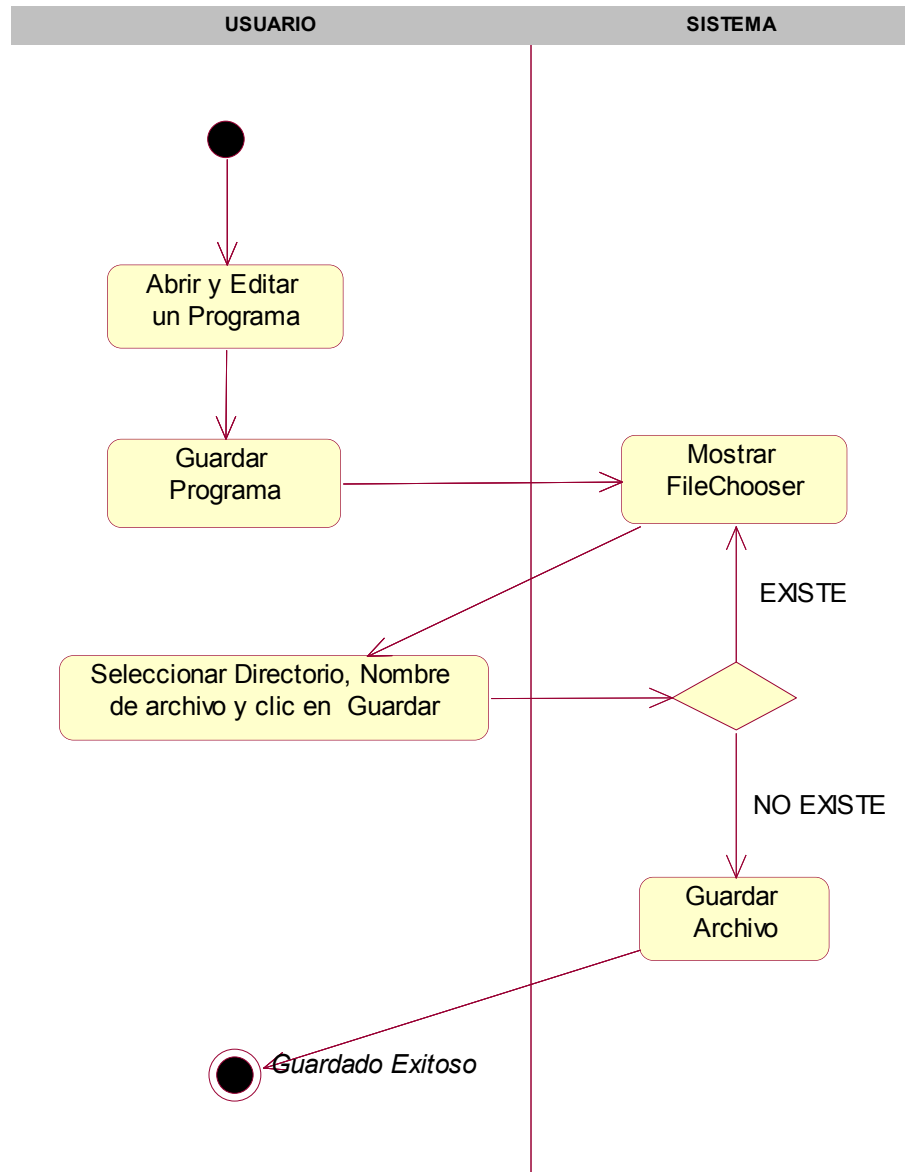 USUARIO
SISTEMA
Abrir y Editar
un Programa
Guardar
Programa
Mostrar
FileChooser
EXISTE
Seleccionar Directorio, Nombre
de archivo y clic en Guardar
NO EXISTE
Guardar
Archivo
Guardado Exitoso